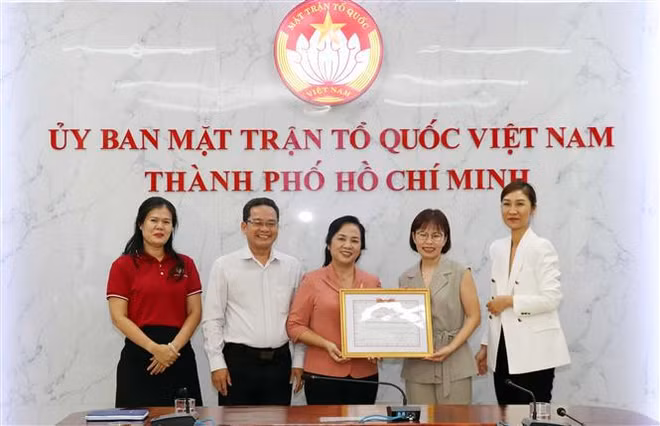 MẶT TRẬN TỔ QUỐC
VIỆT NAM
ỦY BAN MẶT TRẬN TỔ QUỐC VIỆT NAM
THÀNH PHỐ HỒ CHÍ MINH